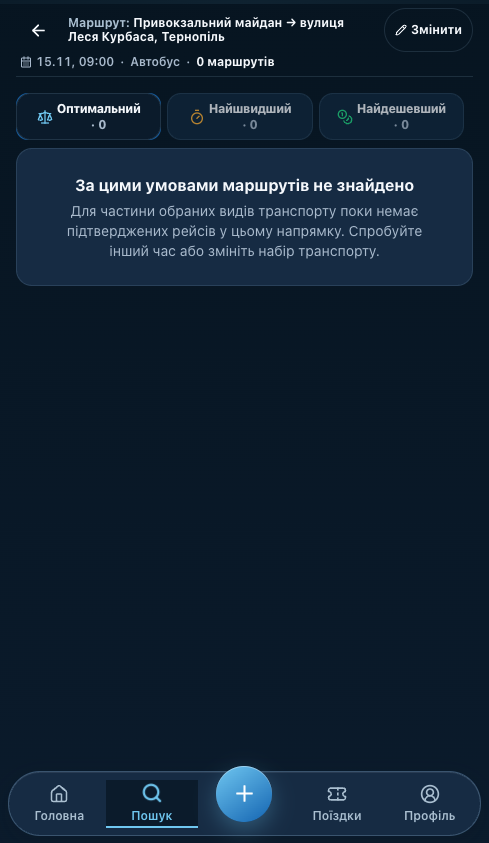 Маршрут: Привокзальний майдан → вулиця
Леся Курбаса, Тернопіль
Змінити
15.11, 09:00 · Автобус · 0 маршрутів
Оптимальний
· 0
Найшвидший
· 0
Найдешевший
· 0
За цими умовами маршрутів не знайдено
Для частини обраних видів транспорту поки немає
підтверджених рейсів у цьому напрямку. Спробуйте
інший час або змініть набір транспорту.
Головна
Пошук
Поїздки
Профіль